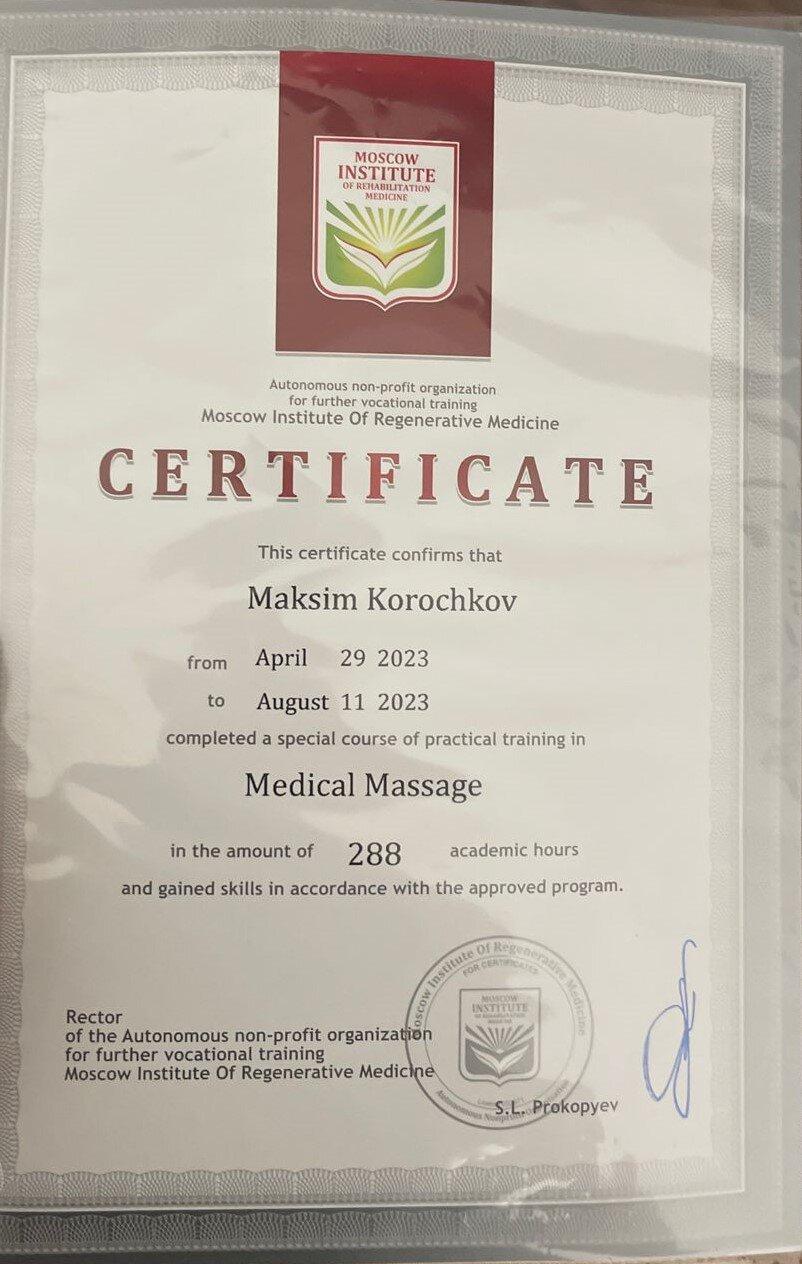 MOSCOW
INSTITUTE
OF REHABILITATION
MEDICINE
Autonomous non-profit organization
for further vocational training
Moscow Institute Of Regenerative Medicine
CERTIFICATE
This certificate confirms that
Maksim Korochkov
from April 29 2023
to August 11 2023
completed a special course of practical training in
Medical Massage
in the amount of 288 academic hours
and gained skills in accordance with the approved program.
Rector
of the Autonomous non-profit organization
for further vocational training
Moscow Institute Of Regenerative Medicine
S.L. Prokopyev
Moscow Institute Of Regenerative Medicine
FOR CERTIFICATES
MOSCOW
INSTITUTE
Autonomous